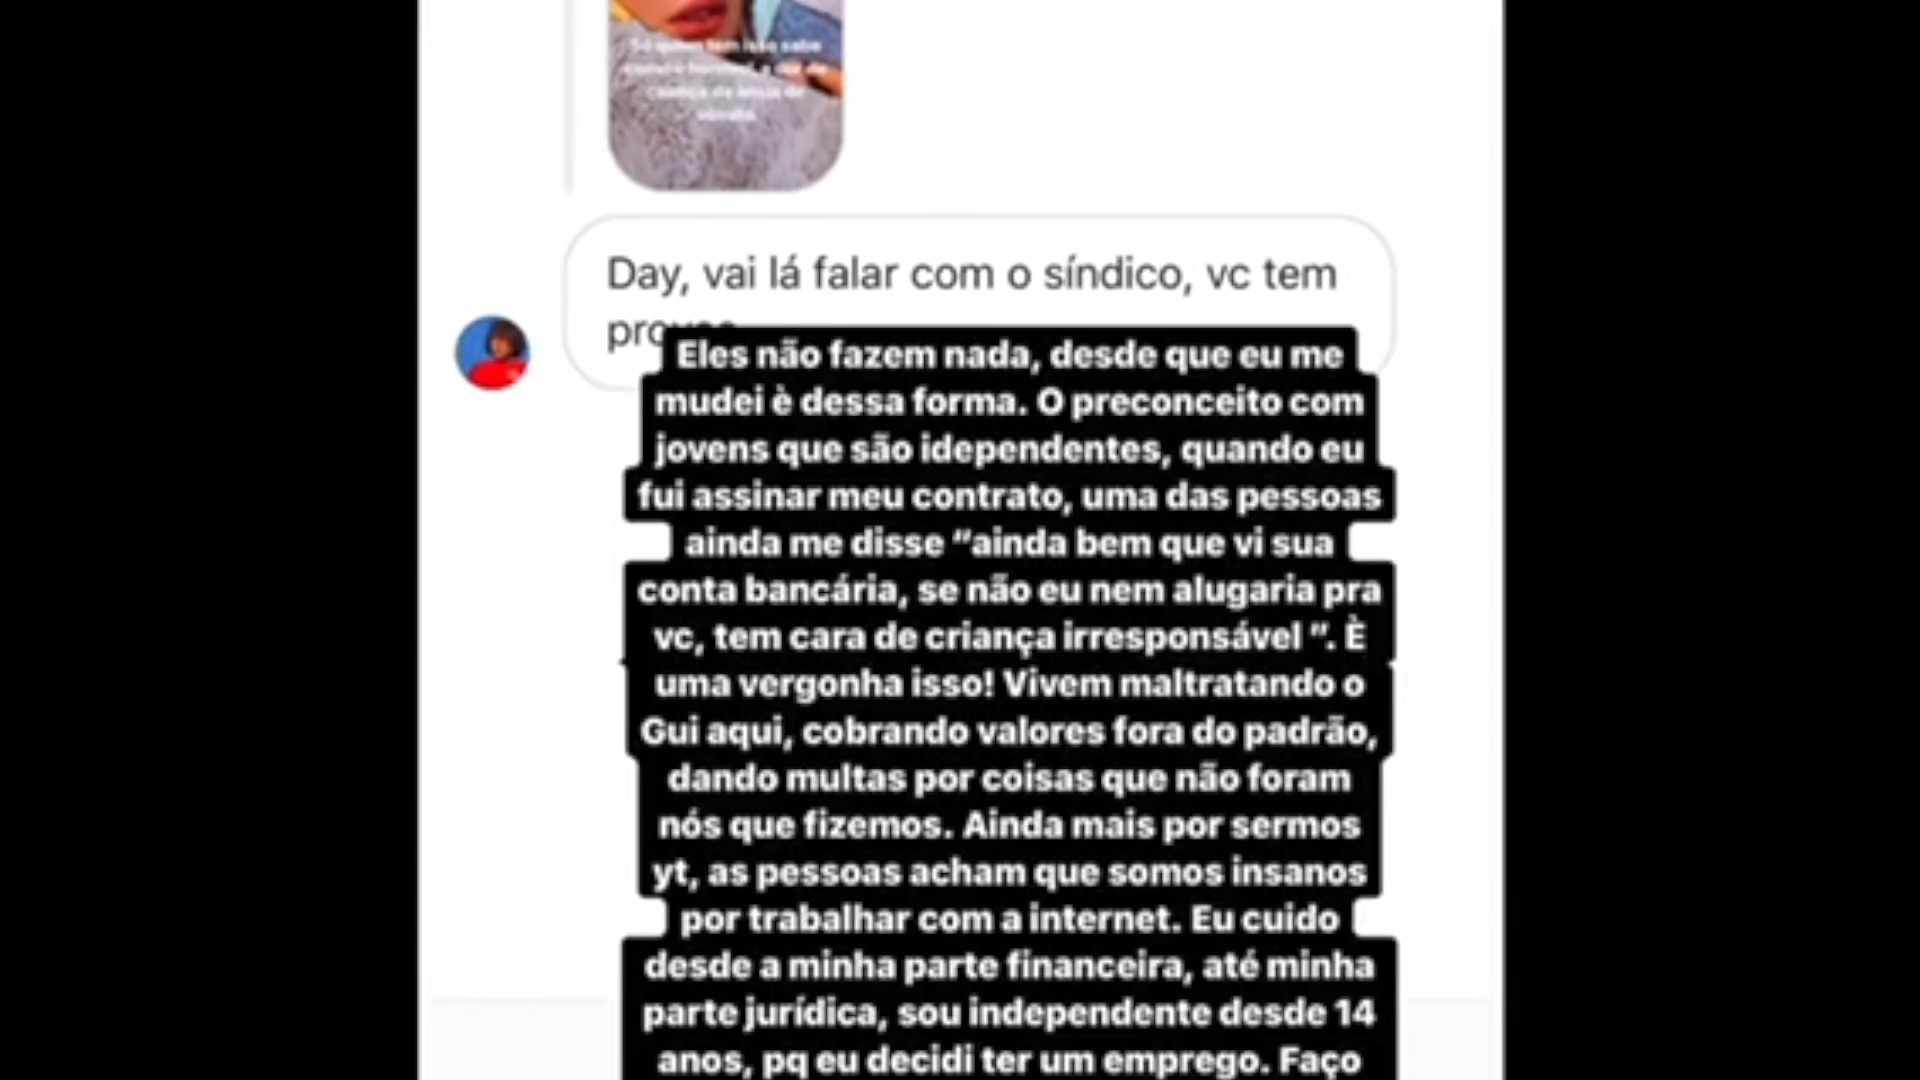 Day, vai lá falar com o síndico, vc tem
Eles não fazem nada, desde que eu me
mudei è dessa forma. O preconceito com
jovens que são idependentes, quando eu
fui assinar meu contrato, uma das pessoas
ainda me disse “ainda bem que vi sua
conta bancária, se não eu nem alugaria pra
vc, tem cara de criança irresponsável ”. È
uma vergonha isso! Vivem maltratando o
Gui aqui, cobrando valores fora do padrão,
dando multas por coisas que não foram
nós que fizemos. Ainda mais por sermos
yt, as pessoas acham que somos insanos
por trabalhar com a internet. Eu cuido
desde a minha parte financeira, até minha
parte jurídica, sou independente desde 14
anos, pq eu decidi ter um emprego. Faço